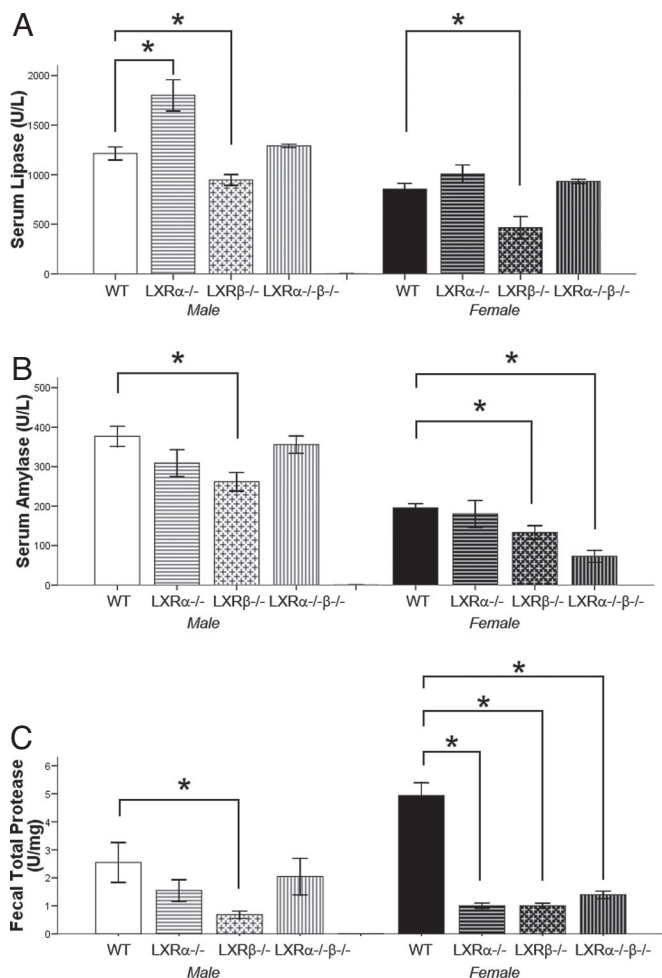 A
* *
*
Serum Lipase (U/L)
2000
1500
1000
500
0
WT LXRα-/- LXRβ-/- LXRα-/-β-/- WT LXRα-/- LXRβ-/- LXRα-/-β-/-
Male Female
B
* *
*
Serum Amylase (U/L)
500
400
300
200
100
0
WT LXRα-/- LXRβ-/- LXRα-/-β-/- WT LXRα-/- LXRβ-/- LXRα-/-β-/-
Male Female
C
*
*
* *
Fecal Total Protease
(U/mg)
6
5
4
3
2
1
0
WT LXRα-/- LXRβ-/- LXRα-/-β-/- WT LXRα-/- LXRβ-/- LXRα-/-β-/-
Male Female